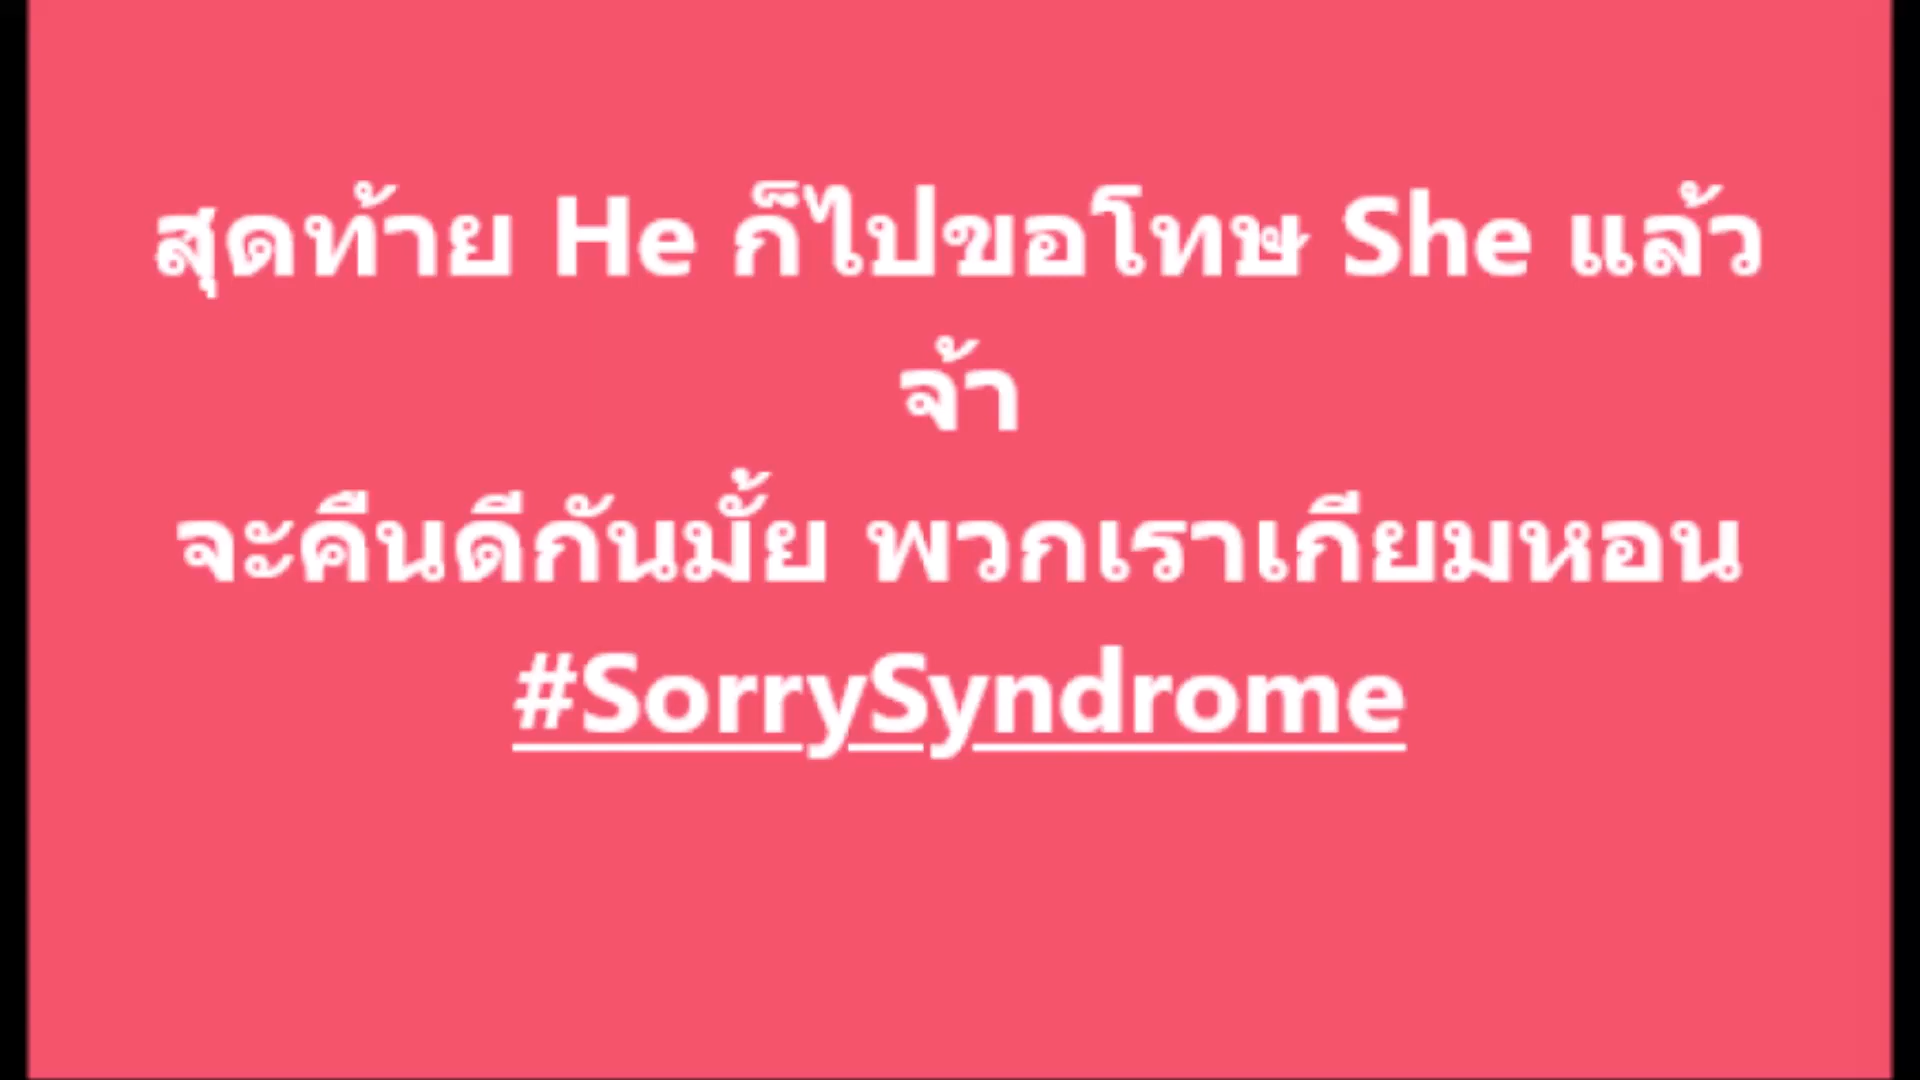 สุดท้าย He ก็ไปขอโทษ She แล้ว
จ้า
จะคืนดีกันมั้ย พวกเราเกียมหอน
#SorrySyndrome